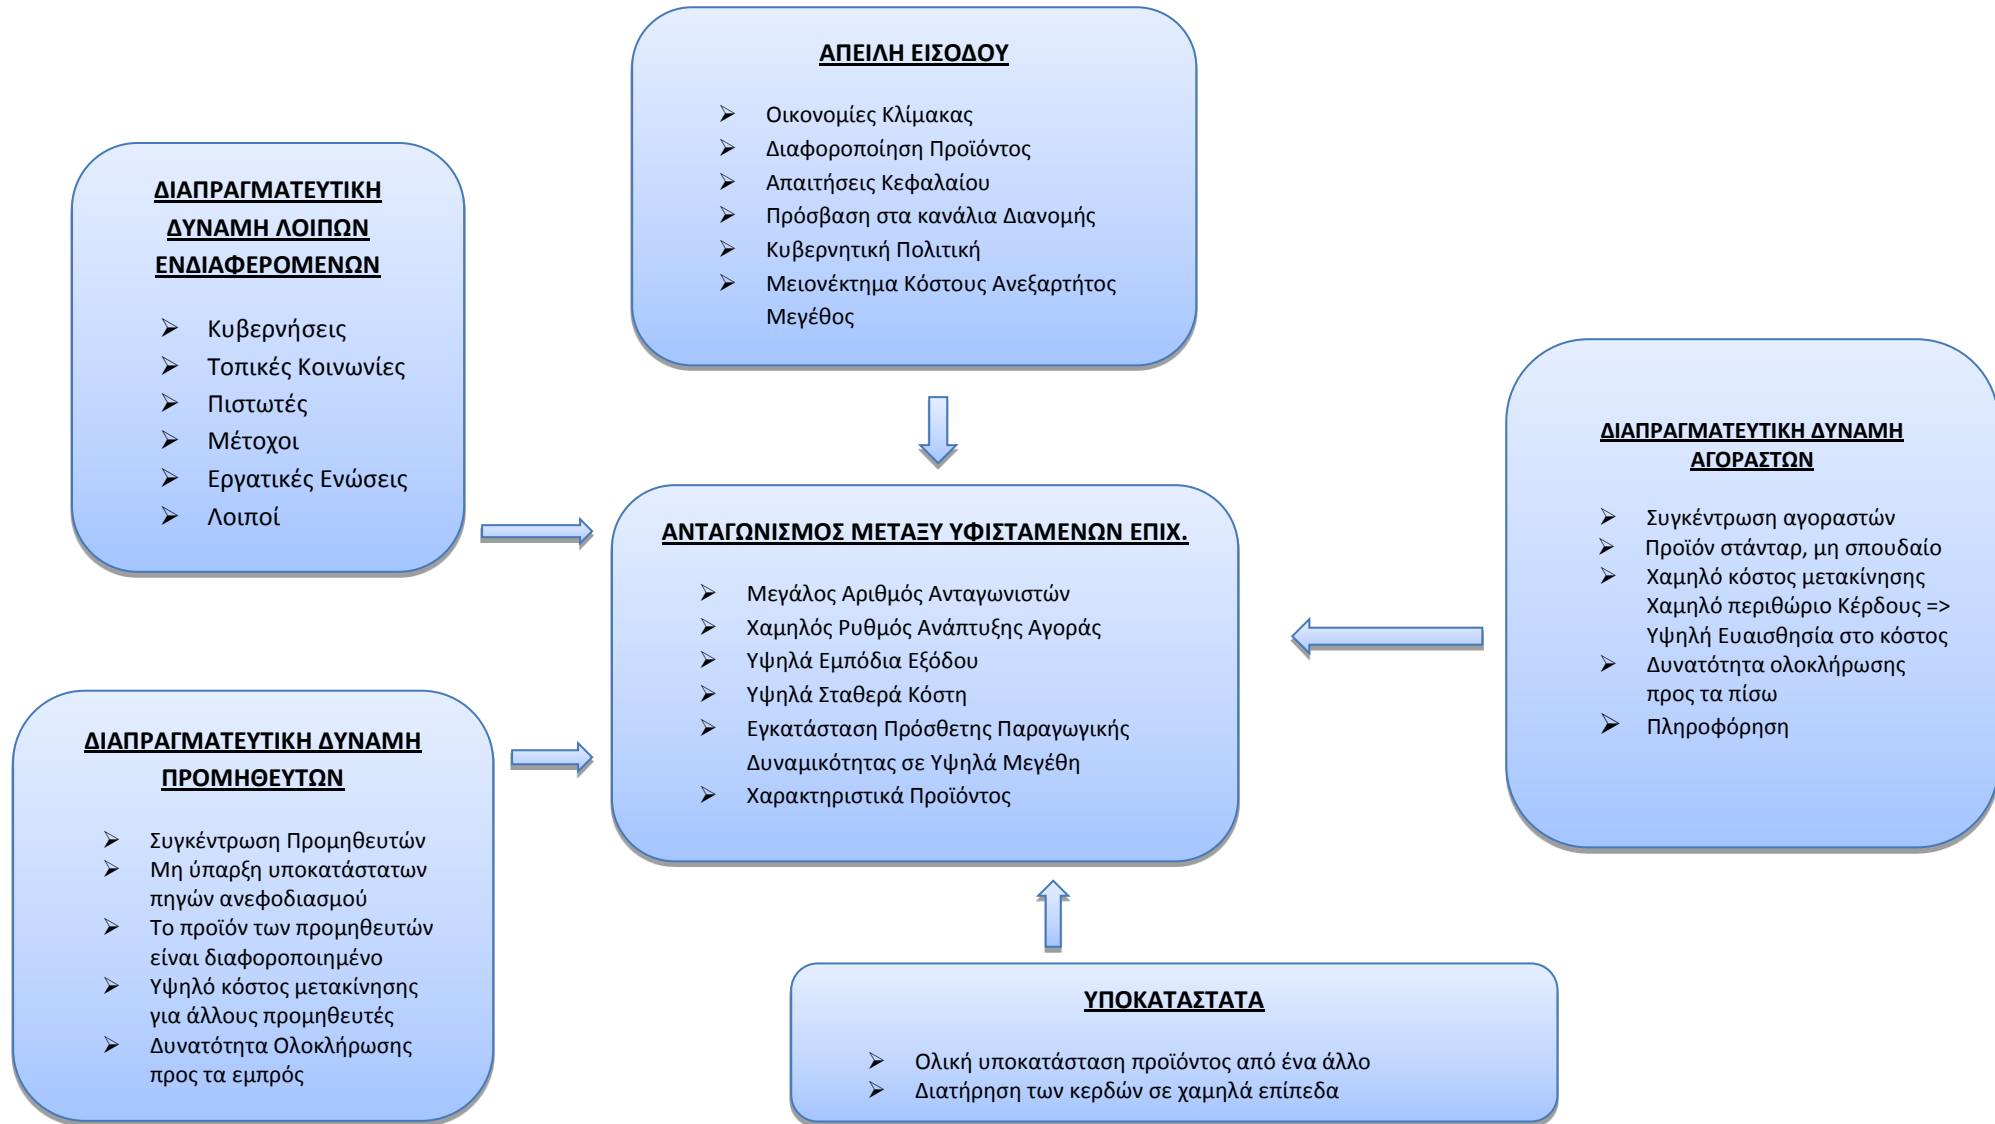 ΑΠΕΙΛΗ ΕΙΣΟΔΟΥ
➢ Οικονομίες Κλίμακας
➢ Διαφοροποίηση Προϊόντος
➢ Απαιτήσεις Κεφαλαίου
➢ Πρόσβαση στα κανάλια Διανομής
➢ Κυβερνητική Πολιτική
➢ Μειονέκτημα Κόστους Ανεξαρτήτος
Μεγέθος
ΔΙΑΠΡΑΓΜΑΤΕΥΤΙΚΗ
ΔΥΝΑΜΗ ΛΟΙΠΩΝ
ΕΝΔΙΑΦΕΡΟΜΕΝΩΝ
➢ Κυβερνήσεις
➢ Τοπικές Κοινωνίες
➢ Πιστωτές
➢ Μέτοχοι
➢ Εργατικές Ενώσεις
➢ Λοιποί
ΑΝΤΑΓΩΝΙΣΜΟΣ ΜΕΤΑΞΥ ΥΦΙΣΤΑΜΕΝΩΝ ΕΠΙΧ.
➢ Μεγάλος Αριθμός Ανταγωνιστών
➢ Χαμηλός Ρυθμός Ανάπτυξης Αγοράς
➢ Υψηλά Εμπόδια Εξόδου
➢ Υψηλά Σταθερά Κόστη
➢ Εγκατάσταση Πρόσθετης Παραγωγικής
Δυναμικότητας σε Υψηλά Μεγέθη
➢ Χαρακτηριστικά Προϊόντος
ΔΙΑΠΡΑΓΜΑΤΕΥΤΙΚΗ ΔΥΝΑΜΗ
ΑΓΟΡΑΣΤΩΝ
➢ Συγκέντρωση αγοραστών
➢ Προϊόν στάνταρ, μη σπουδαίο
➢ Χαμηλό κόστος μετακίνησης
Χαμηλό περιθώριο Κέρδους =>
Υψηλή Ευαισθησία στο κόστος
➢ Δυνατότητα ολοκλήρωσης
προς τα πίσω
➢ Πληροφόρηση
ΔΙΑΠΡΑΓΜΑΤΕΥΤΙΚΗ ΔΥΝΑΜΗ
ΠΡΟΜΗΘΕΥΤΩΝ
➢ Συγκέντρωση Προμηθευτών
➢ Μη ύπαρξη υποκατάστατων
πηγών ανεφοδιασμού
➢ Το προϊόν των προμηθευτών
είναι διαφοροποιημένο
➢ Υψηλό κόστος μετακίνησης
για άλλους προμηθευτές
➢ Δυνατότητα Ολοκλήρωσης
προς τα εμπρός
ΥΠΟΚΑΤΑΣΤΑΤΑ
➢ Ολική υποκατάσταση προϊόντος από ένα άλλο
➢ Διατήρηση των κερδών σε χαμηλά επίπεδα